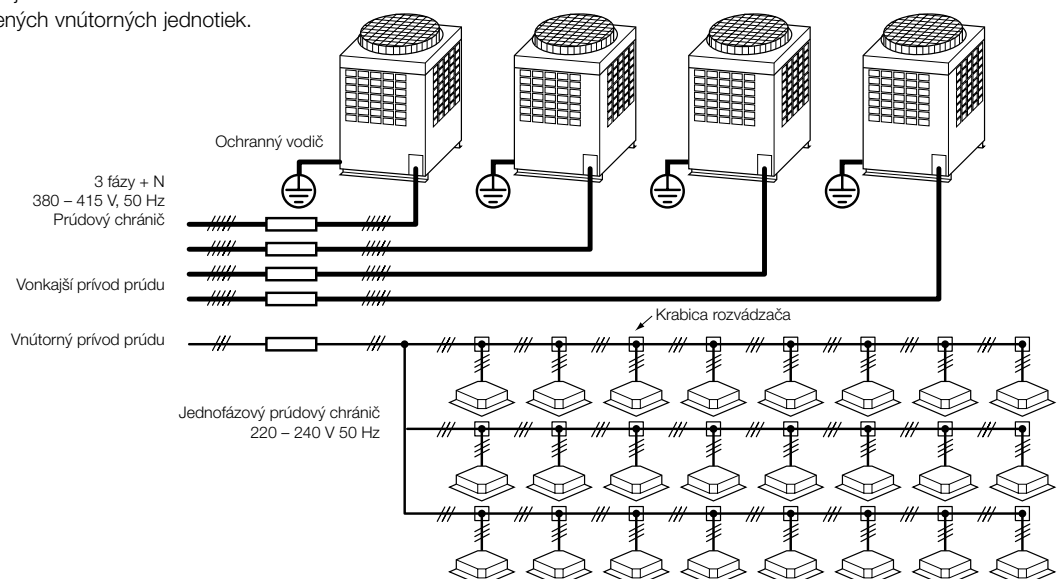 ených vnútorných jednotiek.
Ochranný vodič
3 fázy + N
380 – 415 V, 50 Hz
Prúdový chránič
Vonkajší prívod prúdu
Krabica rozvádzača
Vnútorný prívod prúdu
Jednofázový prúdový chránič
220 – 240 V 50 Hz